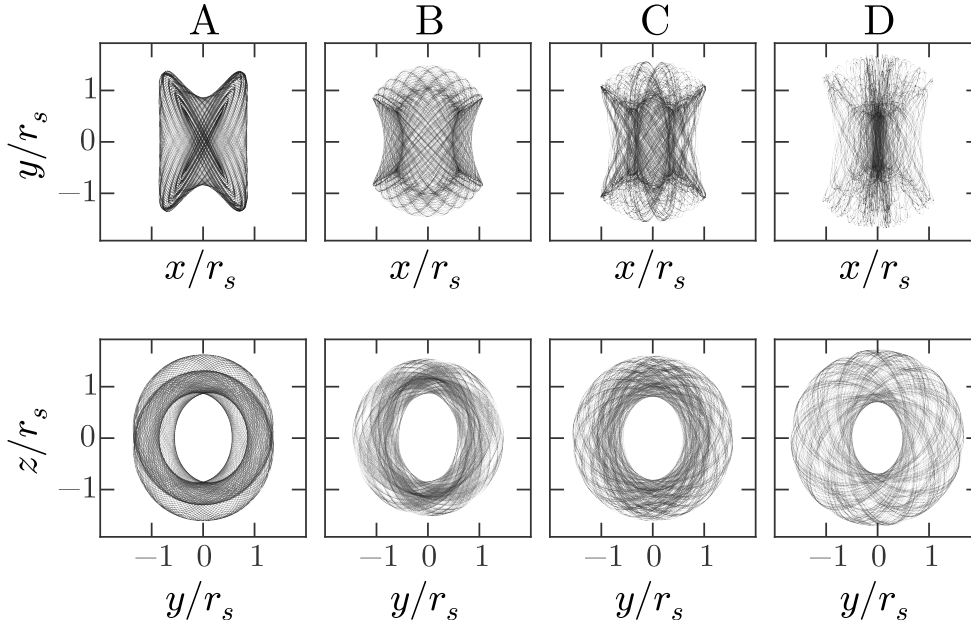 A B C D
1
0
−1
y/r_s
x/r_s x/r_s x/r_s x/r_s
1
0
−1
z/r_s
−1 0 1 −1 0 1 −1 0 1 −1 0 1
y/r_s y/r_s y/r_s y/r_s